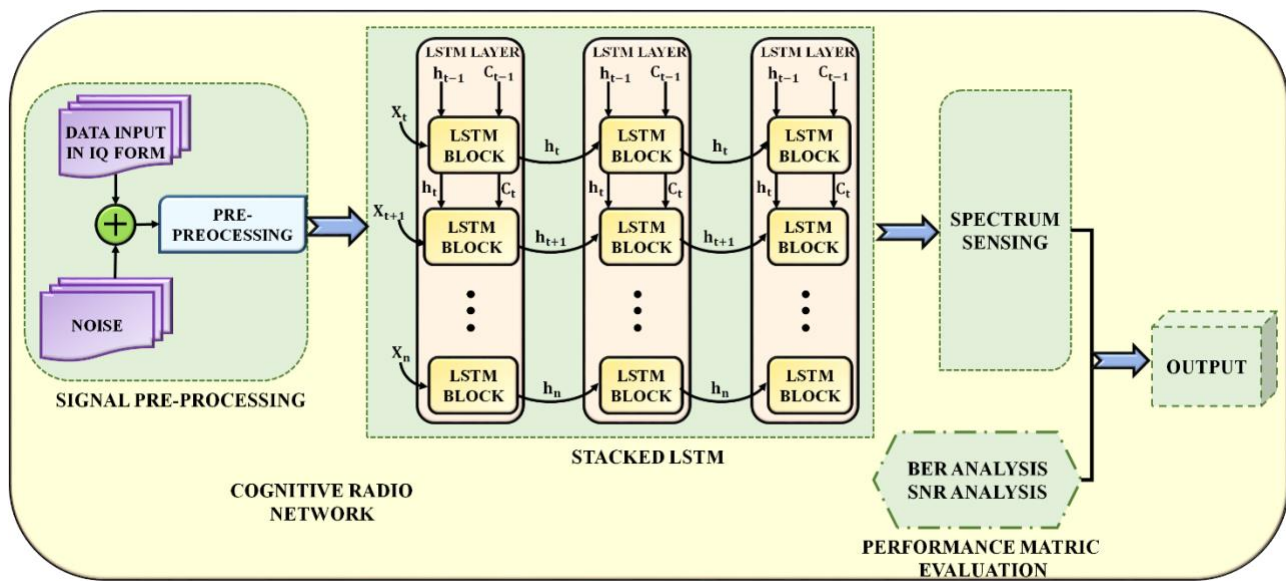 DATA INPUT
IN IQ FORM
PRE-
PREOCESSING
NOISE
SIGNAL PRE-PROCESSING
COGNITIVE RADIO
NETWORK
LSTM LAYER
h_{t-1} C_{t-1}
X_t
LSTM
BLOCK
h_t
h_t C_t
X_{t+1}
LSTM
BLOCK
h_{t+1}
X_n
LSTM
BLOCK
h_n
LSTM LAYER
h_{t-1} C_{t-1}
LSTM
BLOCK
h_t
h_t C_t
LSTM
BLOCK
h_{t+1}
LSTM
BLOCK
h_n
LSTM LAYER
h_{t-1} C_{t-1}
LSTM
BLOCK
h_t C_t
LSTM
BLOCK
LSTM
BLOCK
STACKED LSTM
SPECTRUM
SENSING
BER ANALYSIS
SNR ANALYSIS
PERFORMANCE MATRIC
EVALUATION
OUTPUT